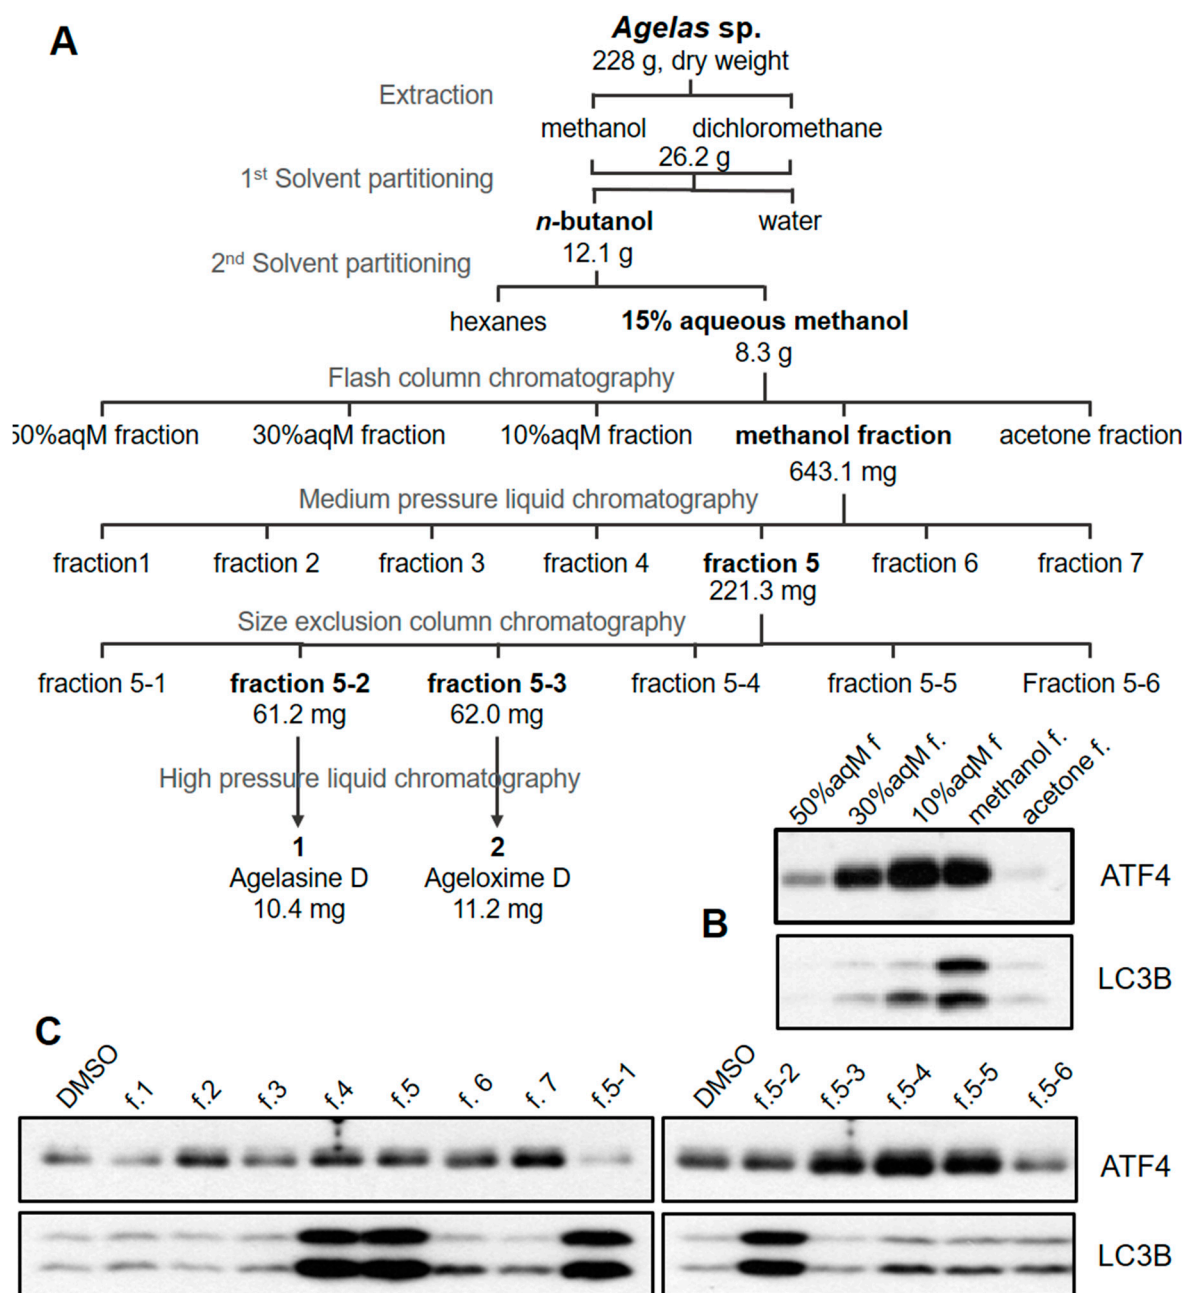 A
Agelas sp.
228 g, dry weight
Extraction
methanol dichloromethane
26.2 g
1st Solvent partitioning
n-butanol water
12.1 g
2nd Solvent partitioning
hexanes 15% aqueous methanol
8.3 g
Flash column chromatography
50%aqM fraction 30%aqM fraction 10%aqM fraction methanol fraction acetone fraction
643.1 mg
Medium pressure liquid chromatography
fraction1 fraction 2 fraction 3 fraction 4 fraction 5 fraction 6 fraction 7
221.3 mg
Size exclusion column chromatography
fraction 5-1 fraction 5-2 fraction 5-3 fraction 5-4 fraction 5-5 Fraction 5-6
61.2 mg 62.0 mg
High pressure liquid chromatography
1 2
Agelasine D Ageloxime D
10.4 mg 11.2 mg
B
50%aqM f 30%aqM f. 10%aqM f methanol f. acetone f.
ATF4
LC3B
C
DMSO f.1 f.2 f.3 f.4 f.5 f. 6 f. 7 f.5-1 DMSO f.5-2 f.5-3 f.5-4 f.5-5 f.5-6
ATF4
LC3B